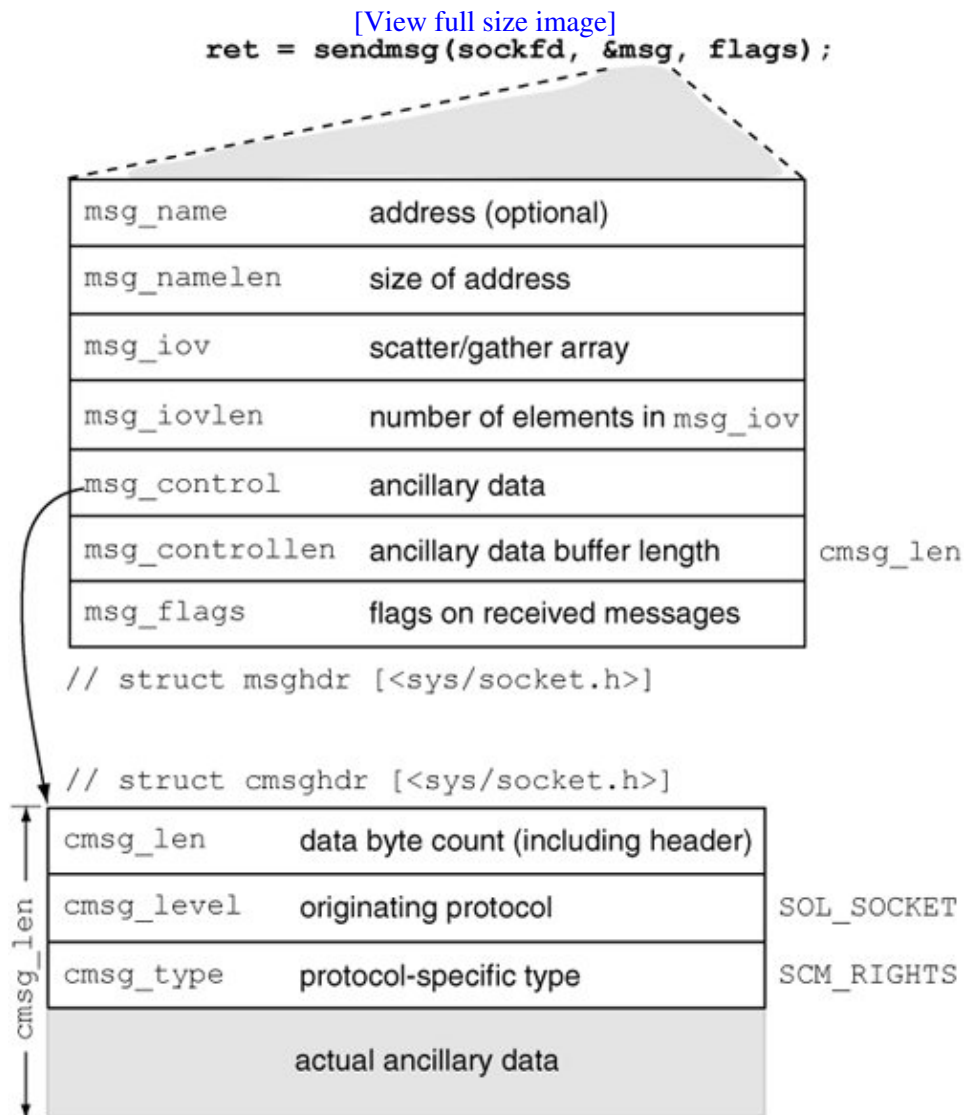 [View full size image]
ret = sendmsg(sockfd, &msg, flags);
msg_name address (optional)
msg_namelen size of address
msg_iov scatter/gather array
msg_iovlen number of elements in msg_iov
msg_control ancillary data
msg_controllen ancillary data buffer length cmsg_len
msg_flags flags on received messages
// struct msghdr [<sys/socket.h>]
// struct cmsghdr [<sys/socket.h>]
cmsg_len data byte count (including header)
cmsg_level originating protocol SOL_SOCKET
cmsg_type protocol-specific type SCM_RIGHTS
cmsg_len
actual ancillary data